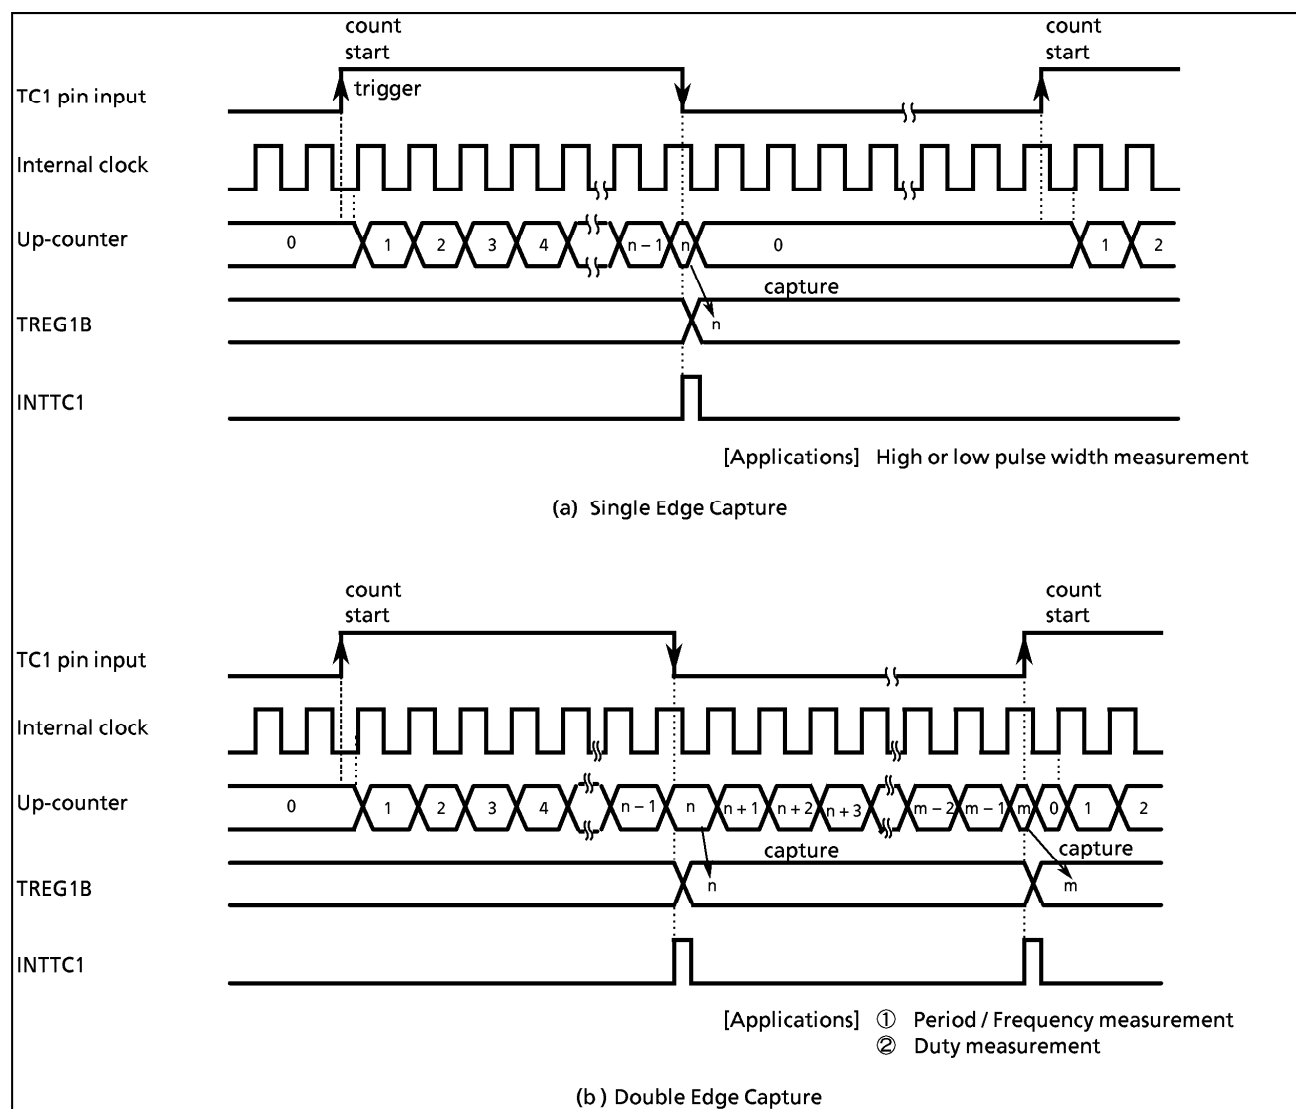 count
start
count
start
TC1 pin input
trigger
Internal clock
Up-counter
0 1 2 3 4 n – 1 n 0 1 2
capture
TREG1B
n
INTTC1
[Applications] High or low pulse width measurement
(a) Single Edge Capture
count
start
count
start
TC1 pin input
Internal clock
Up-counter
0 1 2 3 4 n – 1 n n + 1 n + 2 n + 3 m – 2 m – 1 m 0 1 2
capture
capture
TREG1B
n
m
INTTC1
[Applications] ① Period / Frequency measurement
② Duty measurement
(b) Double Edge Capture